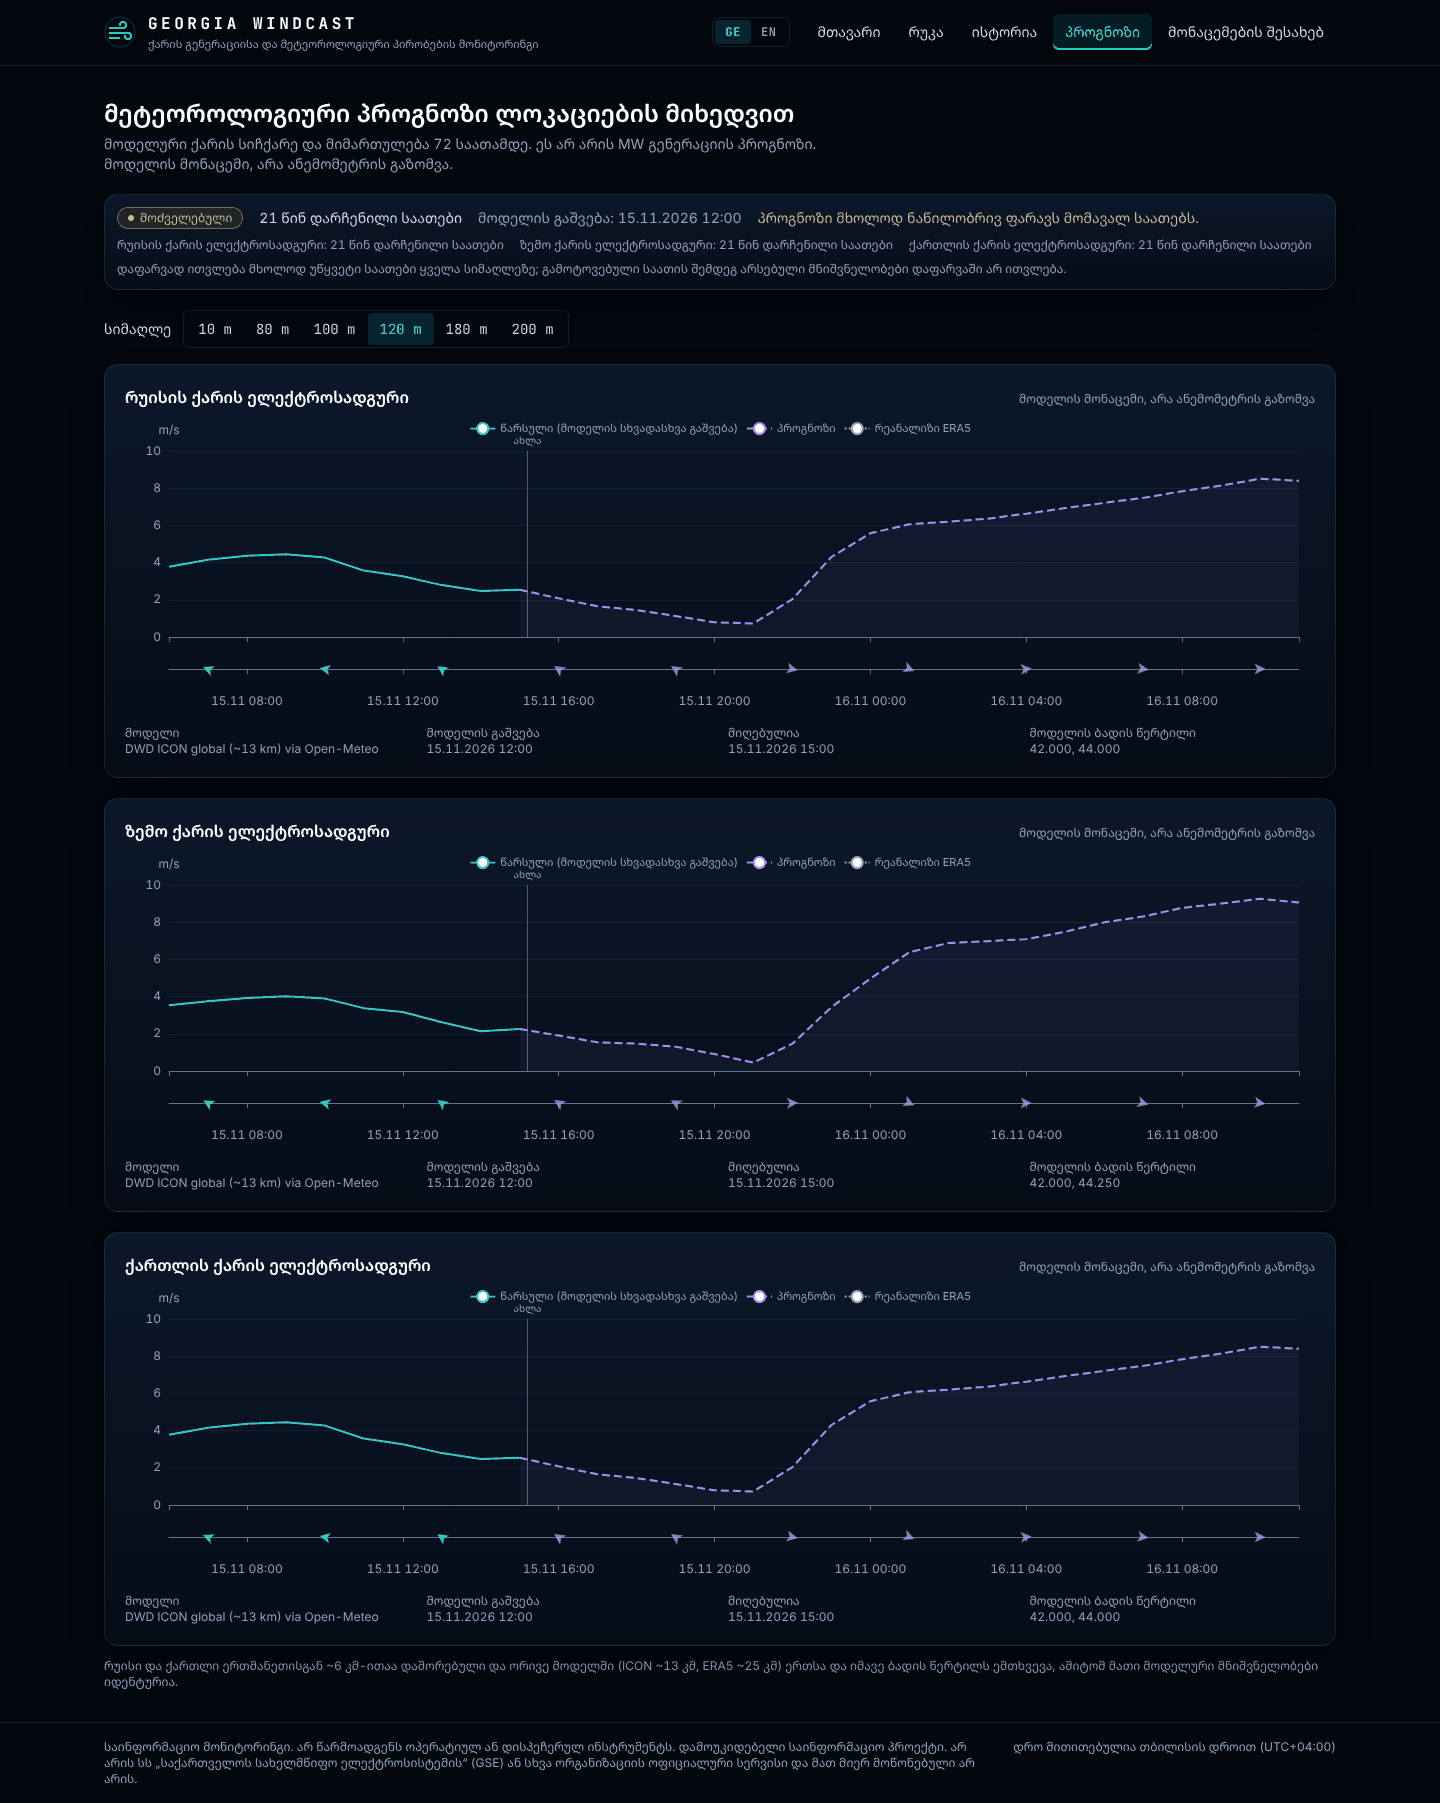 GEORGIA WINDCAST
ქარის გენერაციისა და მეტეოროლოგიური პირობების მონიტორინგი
GE EN
მთავარი რუკა ისტორია პროგნოზი მონაცემების შესახებ
მეტეოროლოგიური პროგნოზი ლოკაციების მიხედვით
მოდელური ქარის სიჩქარე და მიმართულება 72 საათამდე. ეს არ არის MW გენერაციის პროგნოზი.
მოდელის მონაცემი, არა ანემომეტრის გაზომვა.
მოძველებული 21 წინ დარჩენილი საათები მოდელის გაშვება: 15.11.2026 12:00 პროგნოზი მხოლოდ ნაწილობრივ ფარავს მომავალ საათებს.
რუისის ქარის ელექტროსადგური: 21 წინ დარჩენილი საათები ზემო ქარის ელექტროსადგური: 21 წინ დარჩენილი საათები ქართლის ქარის ელექტროსადგური: 21 წინ დარჩენილი საათები
დაფარვად ითვლება მხოლოდ უწყვეტი საათები ყველა სიმაღლეზე; გამოტოვებული საათის შემდეგ არსებული მნიშვნელობები დაფარვაში არ ითვლება.
სიმაღლე 10 m 80 m 100 m 120 m 180 m 200 m
რუისის ქარის ელექტროსადგური
მოდელის მონაცემი, არა ანემომეტრის გაზომვა
m/s
წარსული (მოდელის სხვადასხვა გაშვება) პროგნოზი რეანალიზი ERA5
ახლა
10
8
6
4
2
0
15.11 08:00 15.11 12:00 15.11 16:00 15.11 20:00 16.11 00:00 16.11 04:00 16.11 08:00
მოდელი მოდელის გაშვება მიღებულია მოდელის ბადის წერტილი
DWD ICON global (~13 km) via Open-Meteo 15.11.2026 12:00 15.11.2026 15:00 42.000, 44.000
ზემო ქარის ელექტროსადგური
მოდელის მონაცემი, არა ანემომეტრის გაზომვა
m/s
წარსული (მოდელის სხვადასხვა გაშვება) პროგნოზი რეანალიზი ERA5
ახლა
10
8
6
4
2
0
15.11 08:00 15.11 12:00 15.11 16:00 15.11 20:00 16.11 00:00 16.11 04:00 16.11 08:00
მოდელი მოდელის გაშვება მიღებულია მოდელის ბადის წერტილი
DWD ICON global (~13 km) via Open-Meteo 15.11.2026 12:00 15.11.2026 15:00 42.000, 44.250
ქართლის ქარის ელექტროსადგური
მოდელის მონაცემი, არა ანემომეტრის გაზომვა
m/s
წარსული (მოდელის სხვადასხვა გაშვება) პროგნოზი რეანალიზი ERA5
ახლა
10
8
6
4
2
0
15.11 08:00 15.11 12:00 15.11 16:00 15.11 20:00 16.11 00:00 16.11 04:00 16.11 08:00
მოდელი მოდელის გაშვება მიღებულია მოდელის ბადის წერტილი
DWD ICON global (~13 km) via Open-Meteo 15.11.2026 12:00 15.11.2026 15:00 42.000, 44.000
რუისი და ქართლი ერთმანეთისგან ~6 კმ-ითაა დაშორებული და ორივე მოდელში (ICON ~13 კმ, ERA5 ~25 კმ) ერთსა და იმავე ბადის წერტილს ემთხვევა, ამიტომ მათი მოდელური მნიშვნელობები
იდენტურია.
საინფორმაციო მონიტორინგი. არ წარმოადგენს ოპერატიულ ან დისპეჩერულ ინსტრუმენტს. დამოუკიდებელი საინფორმაციო პროექტი. არ
არის სს „საქართველოს სახელმწიფო ელექტროსისტემის“ (GSE) ან სხვა ორგანიზაციის ოფიციალური სერვისი და მათ მიერ მოწონებული არ
არის.
დრო მითითებულია თბილისის დროით (UTC+04:00)